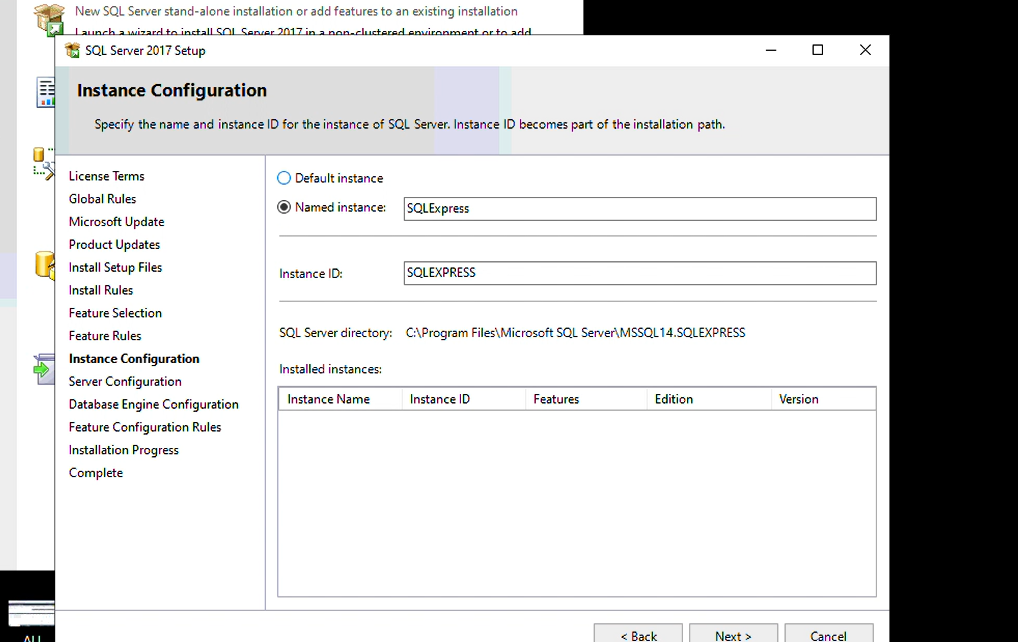 New SQL Server stand-alone installation or add features to an existing installation
Launch a wizard to install SQL Server 2017 in a non-clustered environment or to add
SQL Server 2017 Setup
Instance Configuration
Specify the name and instance ID for the instance of SQL Server. Instance ID becomes part of the installation path.
License Terms
Global Rules
Microsoft Update
Product Updates
Install Setup Files
Install Rules
Feature Selection
Feature Rules
Instance Configuration
Server Configuration
Database Engine Configuration
Feature Configuration Rules
Installation Progress
Complete
Default instance
Named instance: SQLExpress
Instance ID: SQLEXPRESS
SQL Server directory: C:\Program Files\Microsoft SQL Server\MSSQL14.SQLEXPRESS
Installed instances:
Instance Name Instance ID Features Edition Version
< Back Next > Cancel